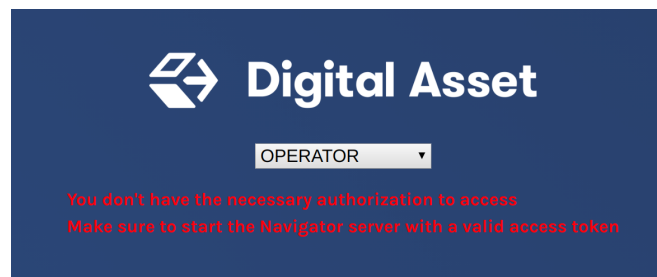 Digital Asset
OPERATOR
You don't have the necessary authorization to access
Make sure to start the Navigator server with a valid access token